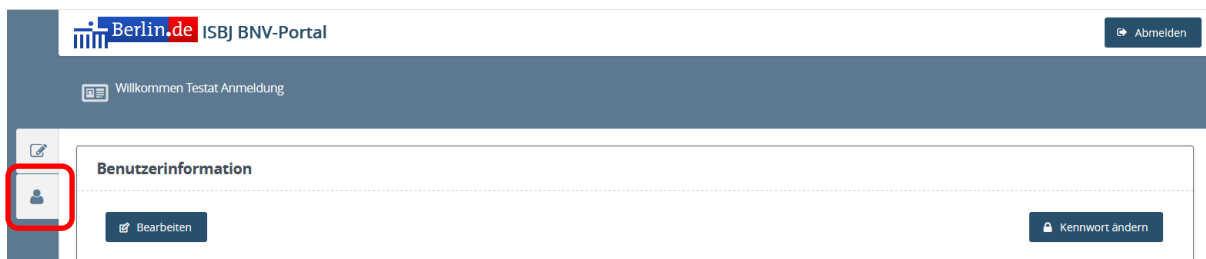 Berlin.de ISBJ BNV-Portal
Abmelden
Willkommen Testat Anmeldung
Benutzerinformation
Bearbeiten
Kennwort ändern